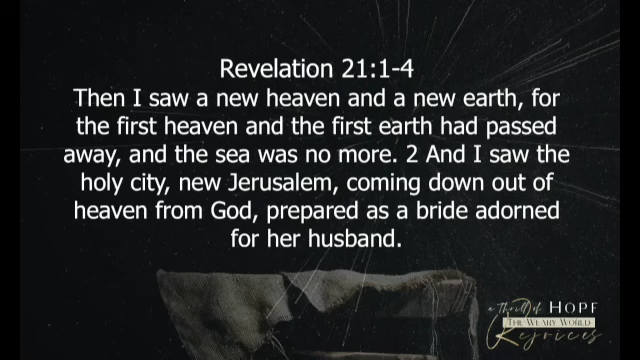 Revelation 21:1-4
Then I saw a new heaven and a new earth, for
the first heaven and the first earth had passed
away, and the sea was no more. 2 And I saw the
holy city, new Jerusalem, coming down out of
heaven from God, prepared as a bride adorned
for her husband.
a Thrill of HOPE
THE WEARY WORLD
Rejoices